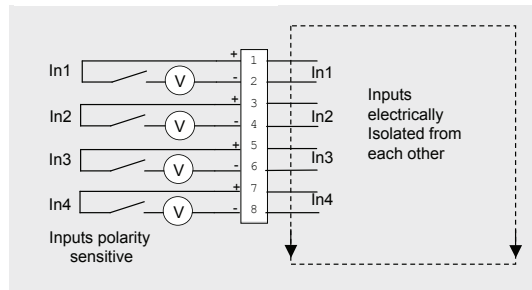 In1
+
-
V
1
2
In1
In2
+
-
V
3
4
In2
In3
+
-
V
5
6
In3
In4
+
-
V
7
8
In4
Inputs polarity
sensitive
Inputs
electrically
Isolated from
each other